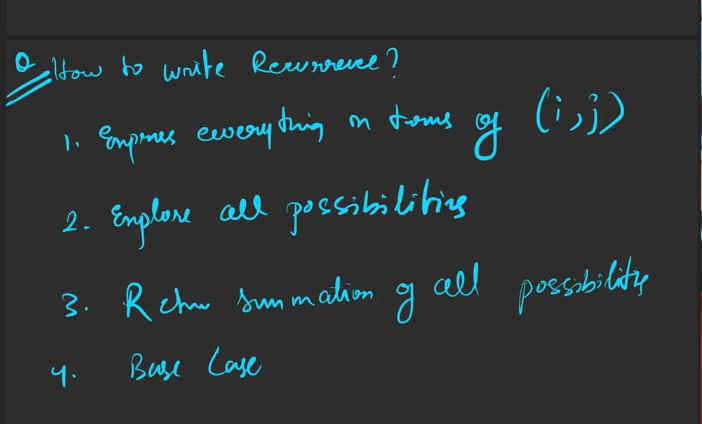 Q How to write Recurrence?
1. Express everything in terms of (i,j)
2. Explore all possibilities
3. Return summation of all possibilities
4. Base Case